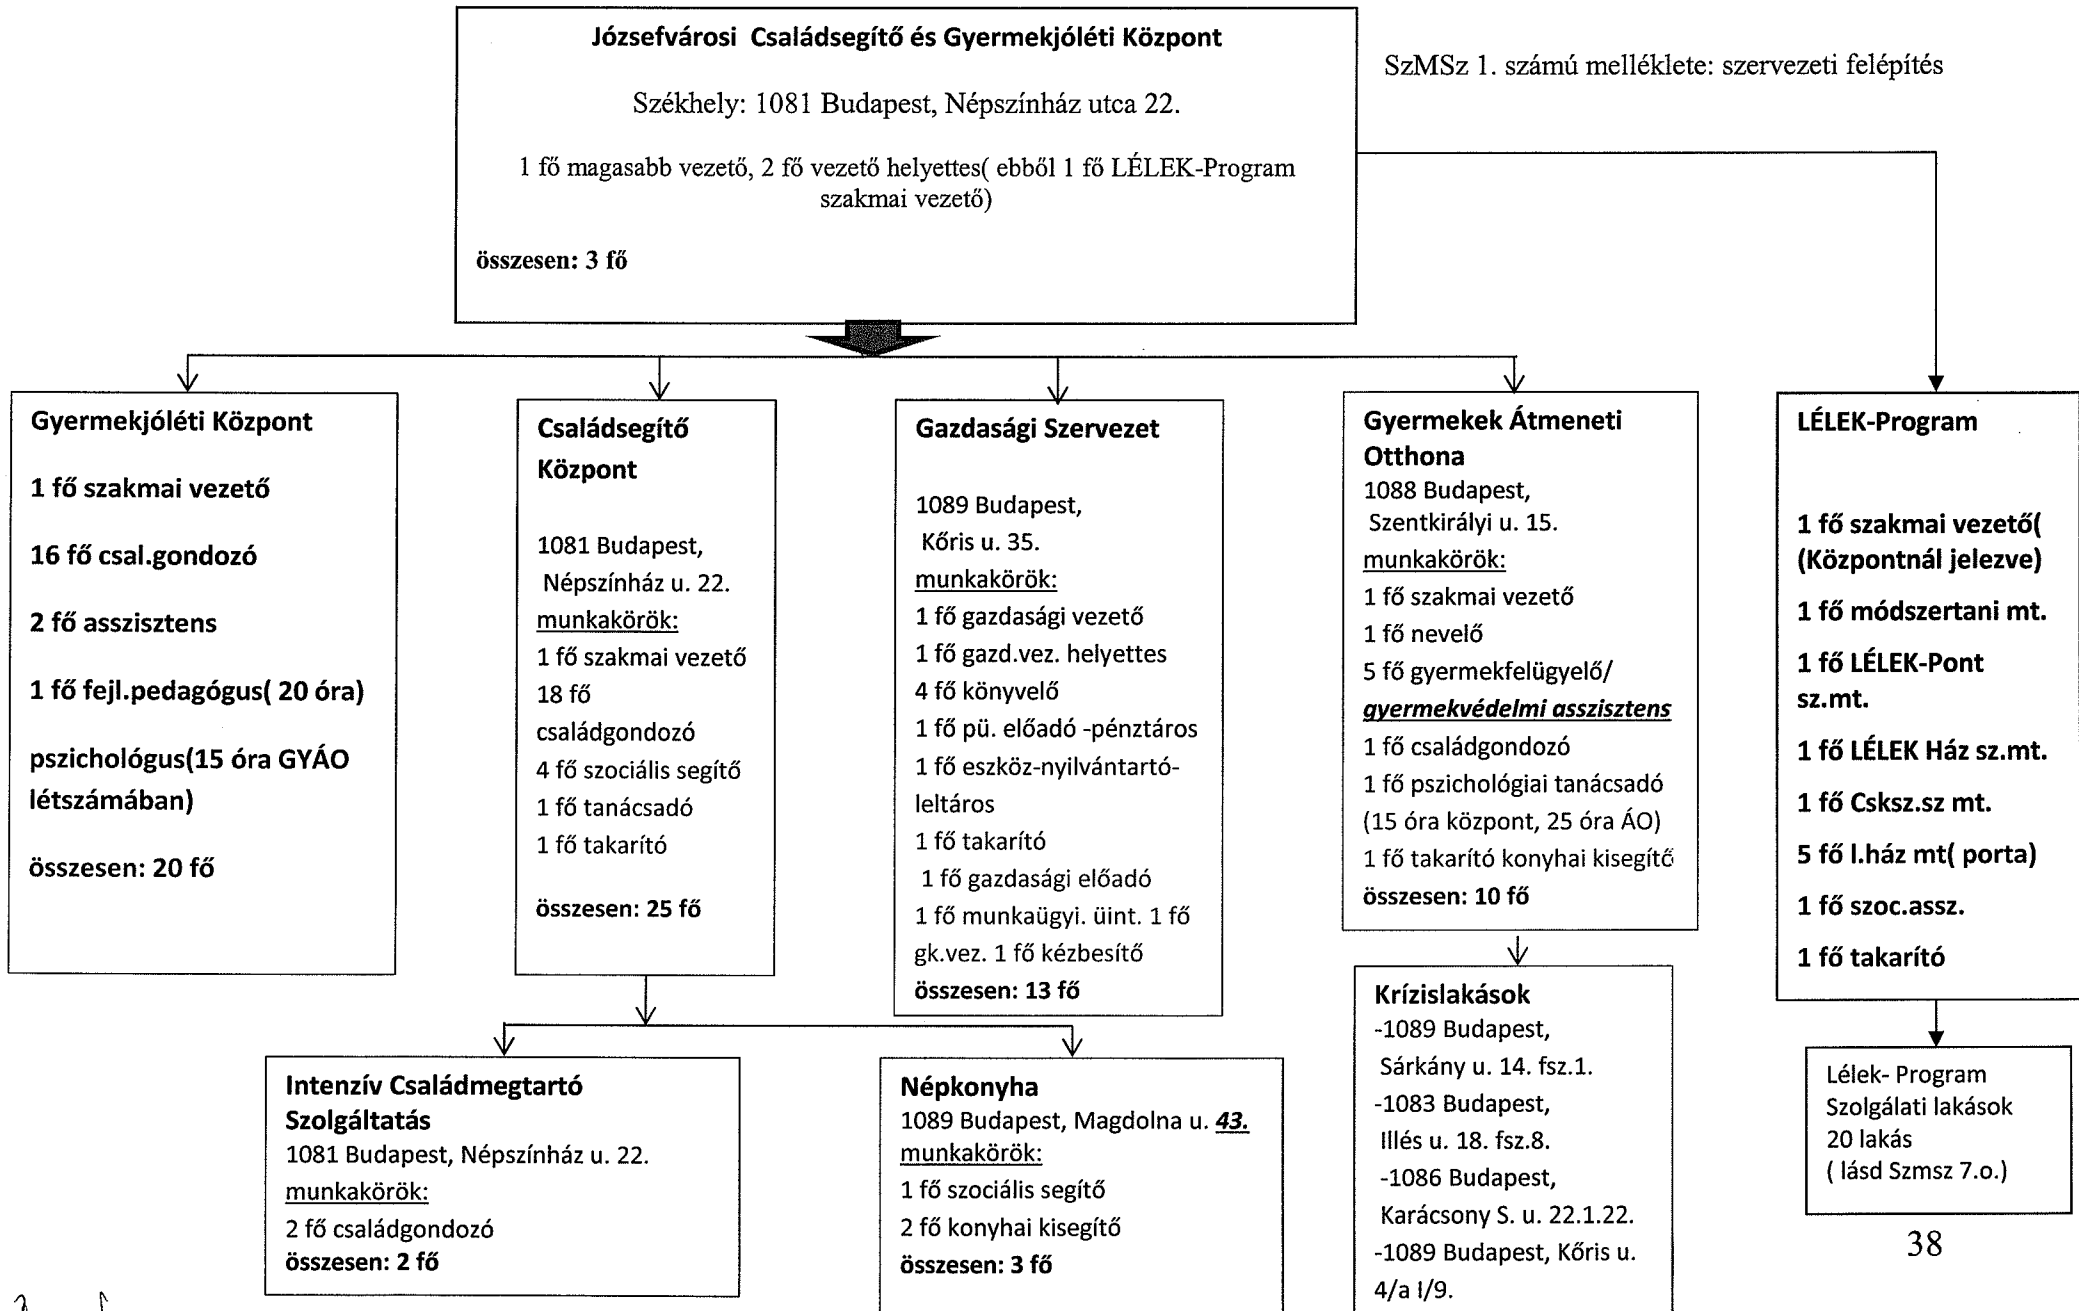 Józsefvárosi Családsegítő és Gyermekjóléti Központ
Székhely: 1081 Budapest, Népszínház utca 22.
1 fő magasabb vezető, 2 fő vezető helyettes( ebből 1 fő LÉLEK-Program
szakmai vezető)
összesen: 3 fő
SzMSz 1. számú melléklete: szervezeti felépítés
Gyermekjóléti Központ
1 fő szakmai vezető
16 fő csal.gondozó
2 fő asszisztens
1 fő fejl.pedagógus( 20 óra)
pszichológus(15 óra GYÁO
létszámában)
összesen: 20 fő
Családsegítő
Központ
1081 Budapest,
Népszínház u. 22.
munkakörök:
1 fő szakmai vezető
18 fő
családgondozó
4 fő szociális segítő
1 fő tanácsadó
1 fő takarító
összesen: 25 fő
Gazdasági Szervezet
1089 Budapest,
Kőris u. 35.
munkakörök:
1 fő gazdasági vezető
1 fő gazd.vez. helyettes
4 fő könyvelő
1 fő pü. előadó -pénztáros
1 fő eszköz-nyilvántartó-
leltáros
1 fő takarító
1 fő gazdasági előadó
1 fő munkaügyi. üint. 1 fő
gk.vez. 1 fő kézbesítő
összesen: 13 fő
Gyermekek Átmeneti
Otthona
1088 Budapest,
Szentkirályi u. 15.
munkakörök:
1 fő szakmai vezető
1 fő nevelő
5 fő gyermekfelügyelő/
gyermekvédelmi asszisztens
1 fő családgondozó
1 fő pszichológiai tanácsadó
(15 óra központ, 25 óra ÁO)
1 fő takarító konyhai kisegítő
összesen: 10 fő
LÉLEK-Program
1 fő szakmai vezető(
(Központnál jelezve)
1 fő módszertani mt.
1 fő LÉLEK-Pont
sz.mt.
1 fő LÉLEK Ház sz.mt.
1 fő Csksz.sz mt.
5 fő l.ház mt( porta)
1 fő szoc.assz.
1 fő takarító
Intenzív Családmegtartó
Szolgáltatás
1081 Budapest, Népszínház u. 22.
munkakörök:
2 fő családgondozó
összesen: 2 fő
Népkonyha
1089 Budapest, Magdolna u. 43.
munkakörök:
1 fő szociális segítő
2 fő konyhai kisegítő
összesen: 3 fő
Krízislakások
-1089 Budapest,
Sárkány u. 14. fsz.1.
-1083 Budapest,
Illés u. 18. fsz.8.
-1086 Budapest,
Karácsony S. u. 22.1.22.
-1089 Budapest, Kőris u.
4/a I/9.
Lélek- Program
Szolgálati lakások
20 lakás
( lásd Szmsz 7.o.)
38